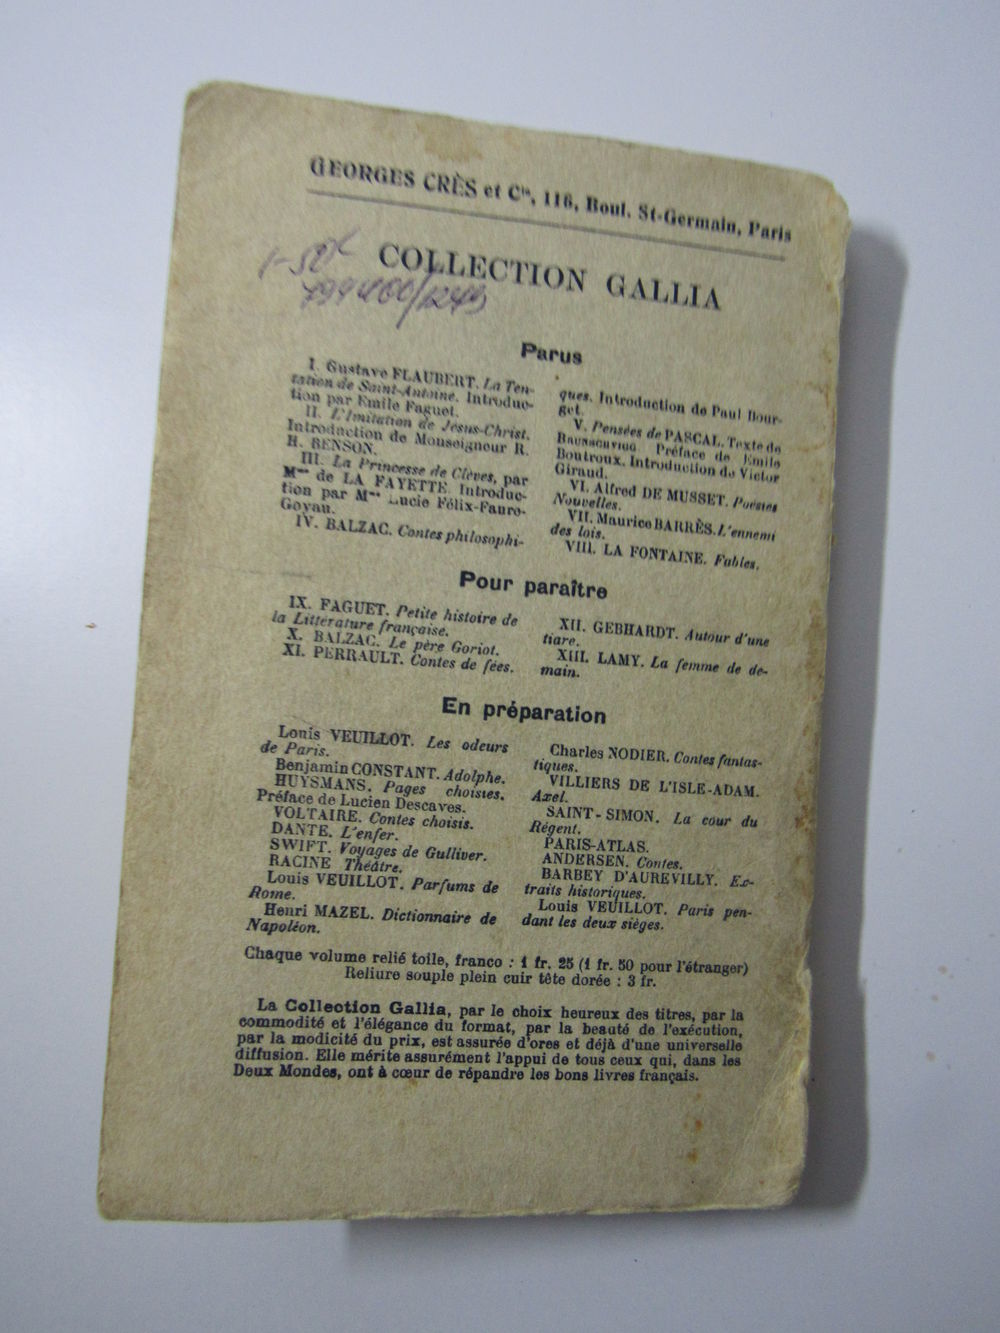 GEORGES CRÈS et Cie, 116, Boul. St-Germain, Paris
COLLECTION GALLIA
Parus
I. Gustave FLAUBERT. La Ten-
tation de Saint-Antoine. Introduc-
tion par Emile Faguet.
II. L'Imitation de Jésus-Christ.
Introduction de Monseigneur R.
H. BENSON.
III. La Princesse de Clèves, par
Mme de LA FAYETTE. Introduc-
tion par Mme Lucie Félix-Faure-
Goyau.
IV. BALZAC. Contes philosophi-
ques. Introduction de Paul Bour-
get.
V. Pensées de PASCAL. Texte de
BRUNSCHVICG Préface de Emile
Boutroux. Introduction de Victor
Giraud.
VI. Alfred DE MUSSET. Poésies
Nouvelles.
VII. Maurice BARRÈS. L'ennemi
des lois.
VIII. LA FONTAINE. Fables.
Pour paraître
IX. FAGUET. Petite histoire de
la Littérature française.
X. BALZAC. Le père Goriot.
XI. PERRAULT. Contes de fées.
XII. GEBHARDT. Autour d'une
tiare.
XIII. LAMY. La femme de de-
main.
En préparation
Louis VEUILLOT. Les odeurs
de Paris.
Benjamin CONSTANT. Adolphe.
HUYSMANS. Pages choisies.
Préface de Lucien Descaves.
VOLTAIRE. Contes choisis.
DANTE. L'enfer.
SWIFT. Voyages de Gulliver.
RACINE Théâtre.
Louis VEUILLOT. Parfums de
Rome.
Henri MAZEL. Dictionnaire de
Napoléon.
Charles NODIER. Contes fantas-
tiques.
VILLIERS DE L'ISLE-ADAM.
Axel.
SAINT-SIMON. La cour du
Régent.
PARIS-ATLAS.
ANDERSEN. Contes.
BARBEY D'AUREVILLY. Ex-
traits historiques.
Louis VEUILLOT. Paris pen-
dant les deux sièges.
Chaque volume relié toile, franco : 1 fr. 25 (1 fr. 50 pour l'étranger)
Reliure souple plein cuir tête dorée : 3 fr.
La Collection Gallia, par le choix heureux des titres, par la
commodité et l'élégance du format, par la beauté de l'exécution,
par la modicité du prix, est assurée d'ores et déjà d'une universelle
diffusion. Elle mérite assurément l'appui de tous ceux qui, dans les
Deux Mondes, ont à cœur de répandre les bons livres français.